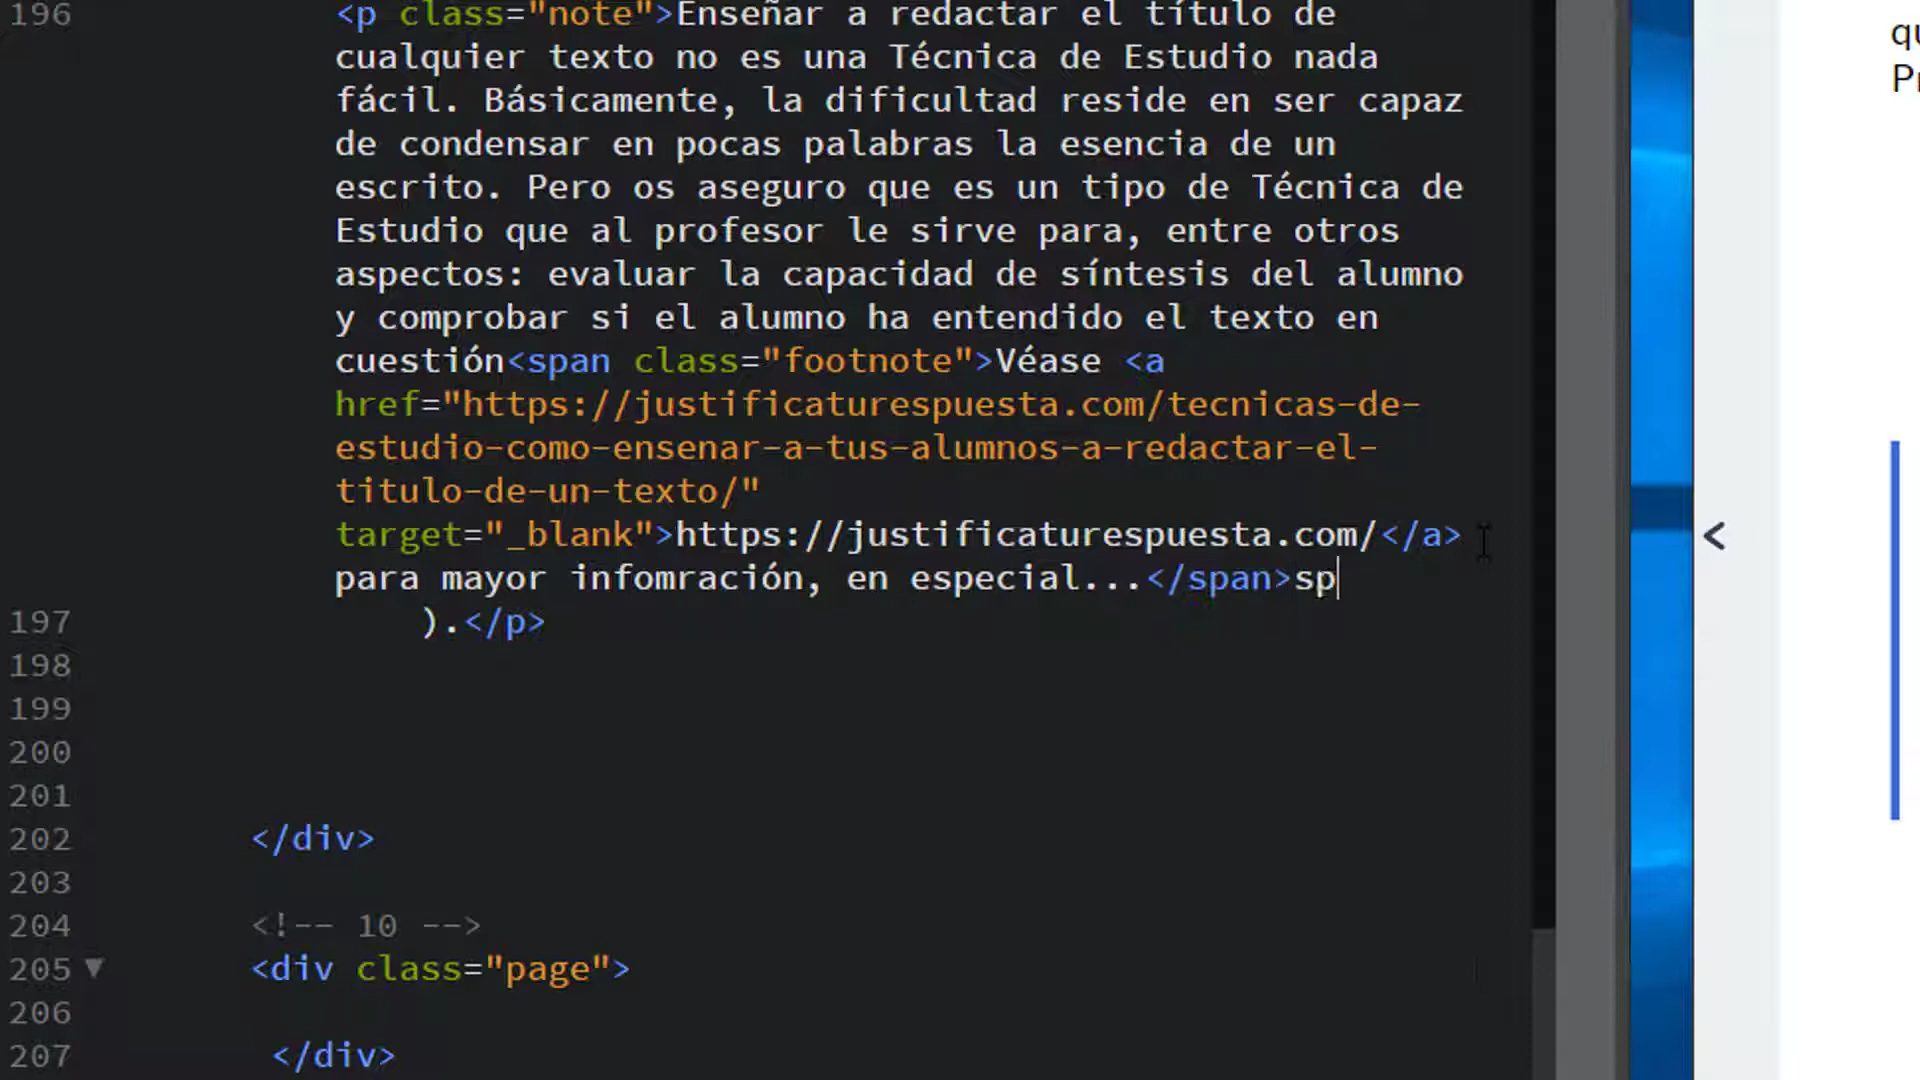 196 <p class="note">Enseñar a redactar el título de
cualquier texto no es una Técnica de Estudio nada
fácil. Básicamente, la dificultad reside en ser capaz
de condensar en pocas palabras la esencia de un
escrito. Pero os aseguro que es un tipo de Técnica de
Estudio que al profesor le sirve para, entre otros
aspectos: evaluar la capacidad de síntesis del alumno
y comprobar si el alumno ha entendido el texto en
cuestión<span class="footnote">Véase <a
href="https://justificaturespuesta.com/tecnicas-de-
estudio-como-ensenar-a-tus-alumnos-a-redactar-el-
titulo-de-un-texto/"
target="_blank">https://justificaturespuesta.com/</a>
para mayor infomración, en especial...</span>sp
197 ).</p>
198
199
200
201
202 </div>
203
204 <!-- 10 -->
205 <div class="page">
206
207 </div>
<
Pr